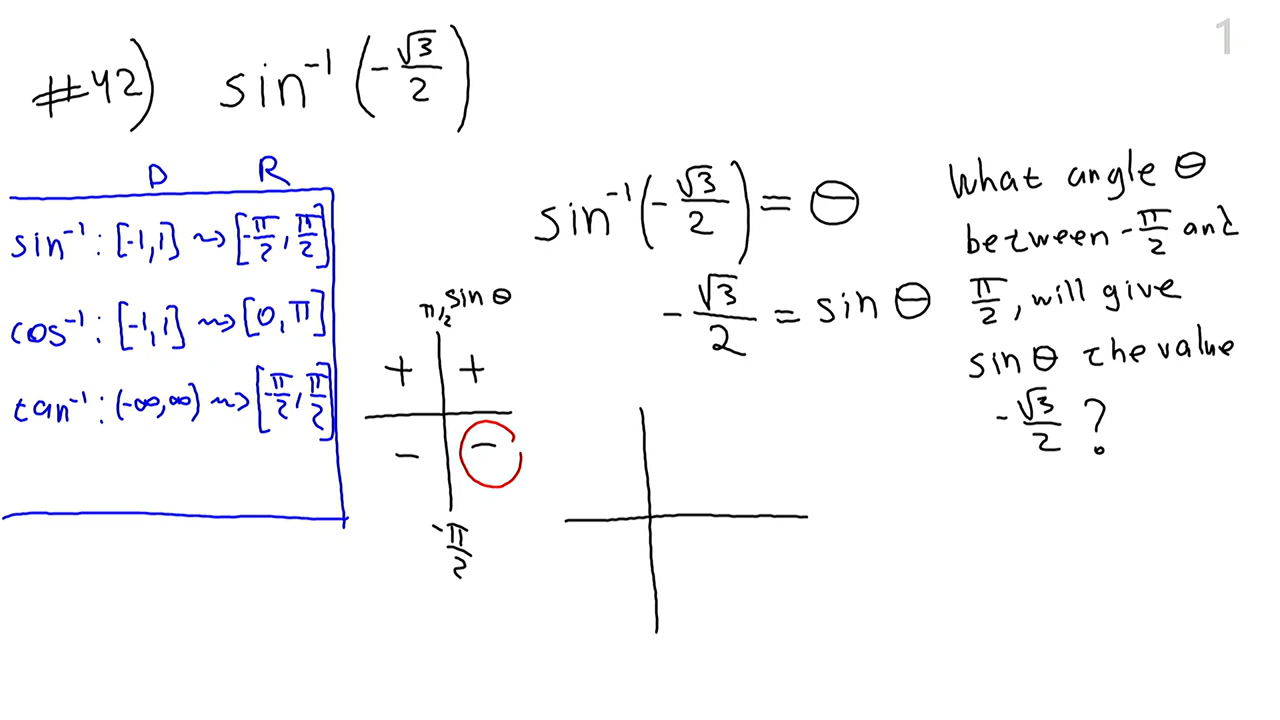 1
#42) sin⁻¹(-√3/2)
D R
sin⁻¹: [-1,1] ⇝ [-π/2, π/2]
cos⁻¹: [-1,1] ⇝ [0, π]
tan⁻¹: (-∞,∞) ⇝ [-π/2, π/2]
π/2 sin θ
+ +
- -
-π/2
sin⁻¹(-√3/2) = θ
-√3/2 = sin θ
What angle θ
between -π/2 and
π/2, will give
sin θ the value
-√3/2 ?